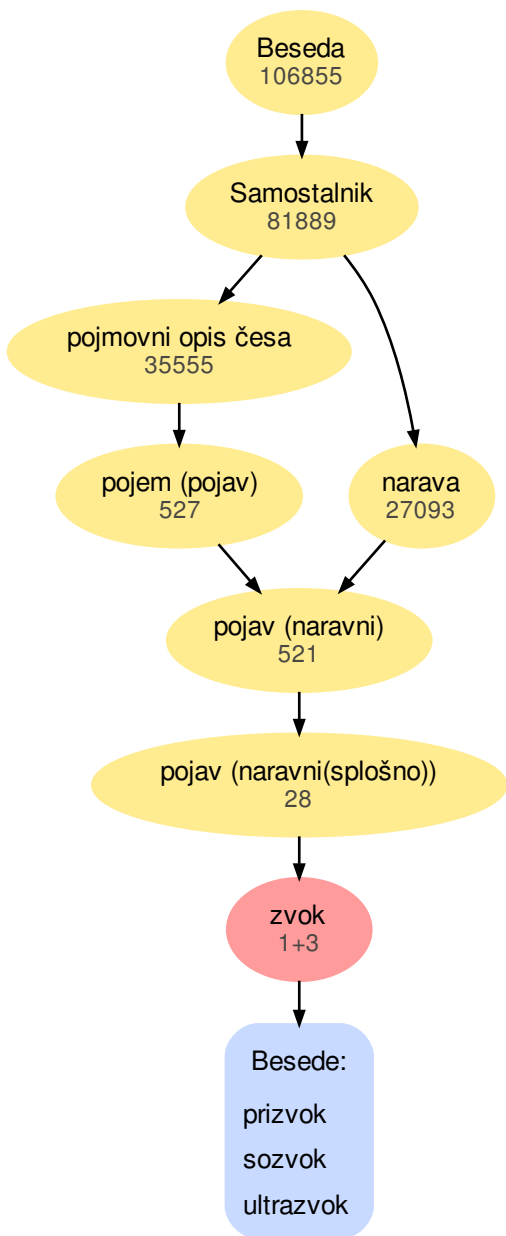 Beseda
106855
Samostalnik
81889
pojmovni opis česa
35555
pojem (pojav)
527
narava
27093
pojav (naravni)
521
pojav (naravni(splošno))
28
zvok
1+3
Besede:
prizvok
sozvok
ultrazvok